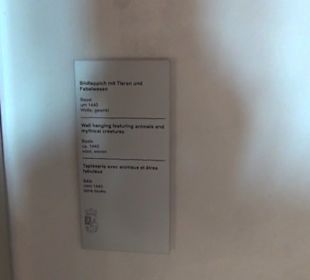 Bildteppich mit Tieren und
Fabelwesen
Basel
um 1440
Wolle, gewirkt
Wall hanging featuring animals and
mythical creatures
Basle
ca. 1440
wool, woven
Tapisserie avec animaux et êtres
fabuleux
Bâle
vers 1440
laine